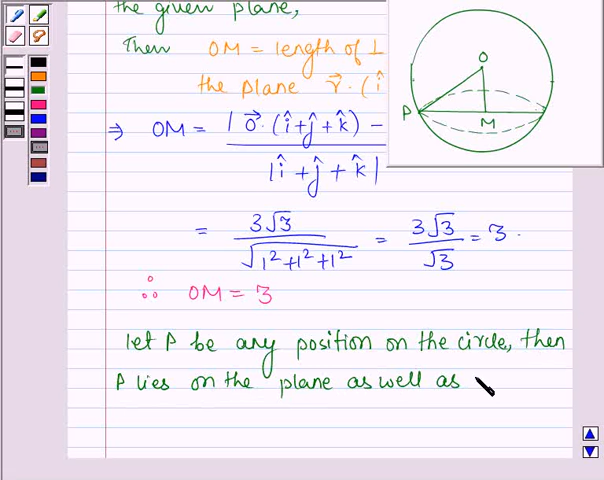 the given plane,
Then OM = length of ⊥
the plane r⃗ · (î
⇒ OM = | O⃗ · (î + ĵ + k̂) −
|î + ĵ + k̂|
= 3√3 / √1² + 1² + 1² = 3√3 / √3 = 3 .
∴ OM = 3
let P be any position on the circle, then
P lies on the plane as well as
O
P
M